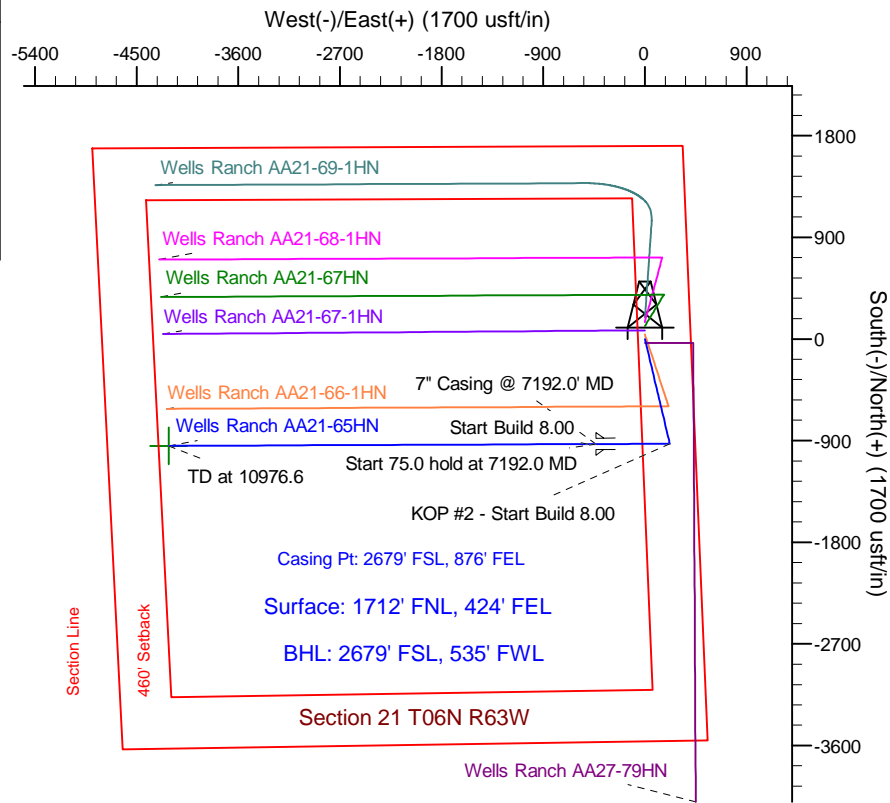 West(-)/East(+) (1700 usft/in)
-5400 -4500 -3600 -2700 -1800 -900 0 900
1800
900
0
-900
-1800
-2700
-3600
South(-)/North(+) (1700 usft/in)
Wells Ranch AA21-69-1HN
Wells Ranch AA21-68-1HN
Wells Ranch AA21-67HN
Wells Ranch AA21-67-1HN
Wells Ranch AA21-66-1HN
7" Casing @ 7192.0' MD
Wells Ranch AA21-65HN
Start Build 8.00
Start 75.0 hold at 7192.0 MD
TD at 10976.6
KOP #2 - Start Build 8.00
Casing Pt: 2679' FSL, 876' FEL
Surface: 1712' FNL, 424' FEL
BHL: 2679' FSL, 535' FWL
Section Line
460' Setback
Section 21 T06N R63W
Wells Ranch AA27-79HN